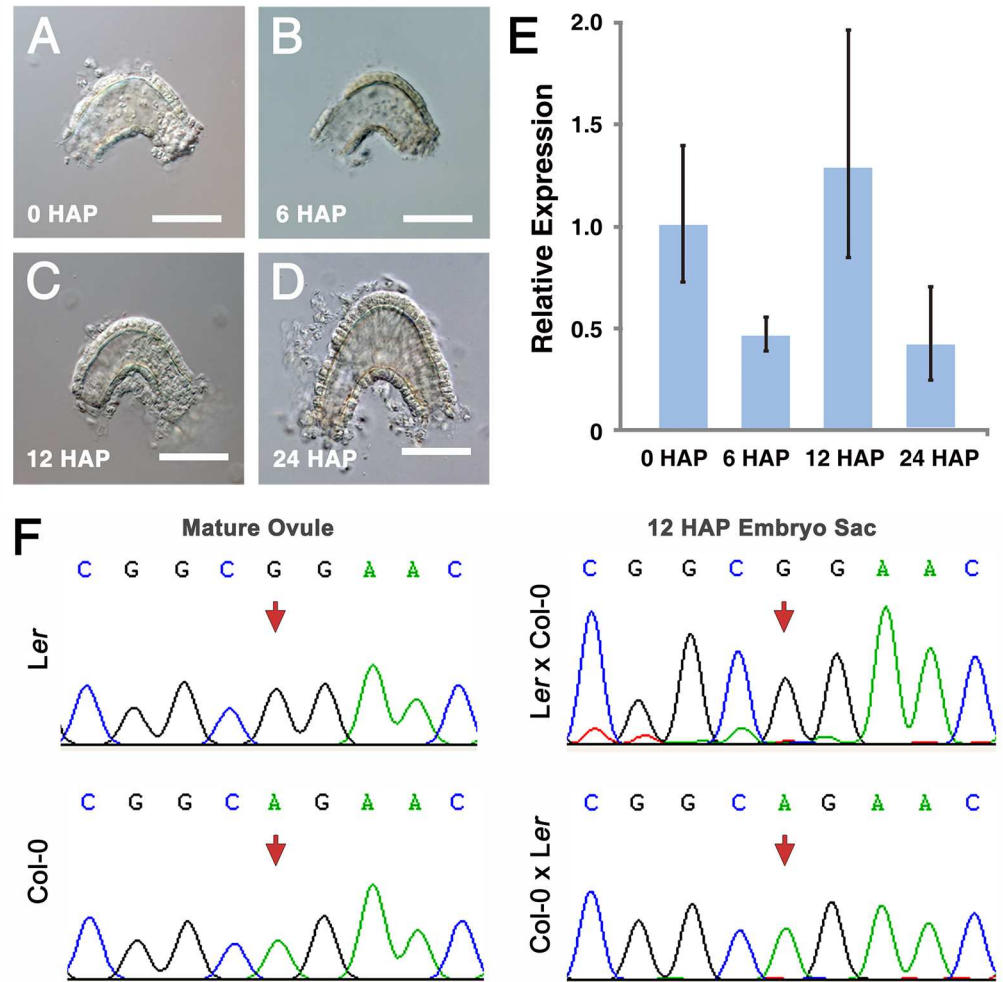 A
0 HAP
B
6 HAP
C
12 HAP
D
24 HAP
E
Relative Expression
2.0
1.5
1.0
0.5
0
0 HAP 6 HAP 12 HAP 24 HAP
F
Mature Ovule
12 HAP Embryo Sac
Ler
C G G C G G A A C
Ler x Col-0
C G G C G G A A C
Col-0
C G G C A G A A C
Col-0 x Ler
C G G C A G A A C